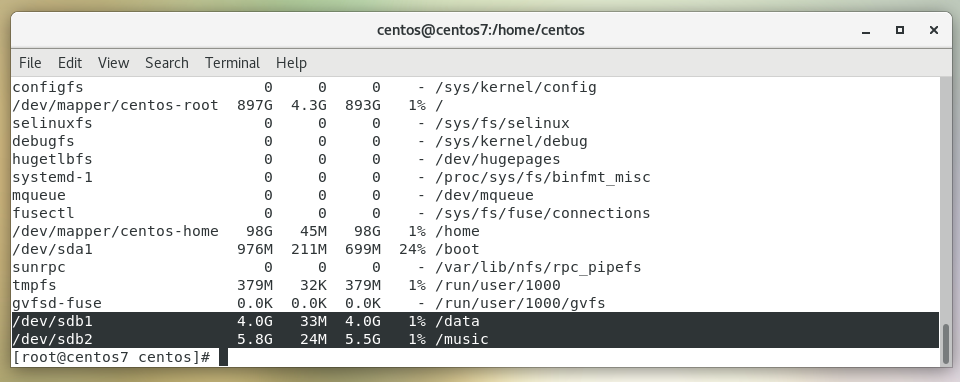 centos@centos7:/home/centos
File Edit View Search Terminal Help
configfs 0 0 0 - /sys/kernel/config
/dev/mapper/centos-root 897G 4.3G 893G 1% /
selinuxfs 0 0 0 - /sys/fs/selinux
debugfs 0 0 0 - /sys/kernel/debug
hugetlbfs 0 0 0 - /dev/hugepages
systemd-1 0 0 0 - /proc/sys/fs/binfmt_misc
mqueue 0 0 0 - /dev/mqueue
fusectl 0 0 0 - /sys/fs/fuse/connections
/dev/mapper/centos-home 98G 45M 98G 1% /home
/dev/sda1 976M 211M 699M 24% /boot
sunrpc 0 0 0 - /var/lib/nfs/rpc_pipefs
tmpfs 379M 32K 379M 1% /run/user/1000
gvfsd-fuse 0.0K 0.0K 0.0K - /run/user/1000/gvfs
/dev/sdb1 4.0G 33M 4.0G 1% /data
/dev/sdb2 5.8G 24M 5.5G 1% /music
[root@centos7 centos]#